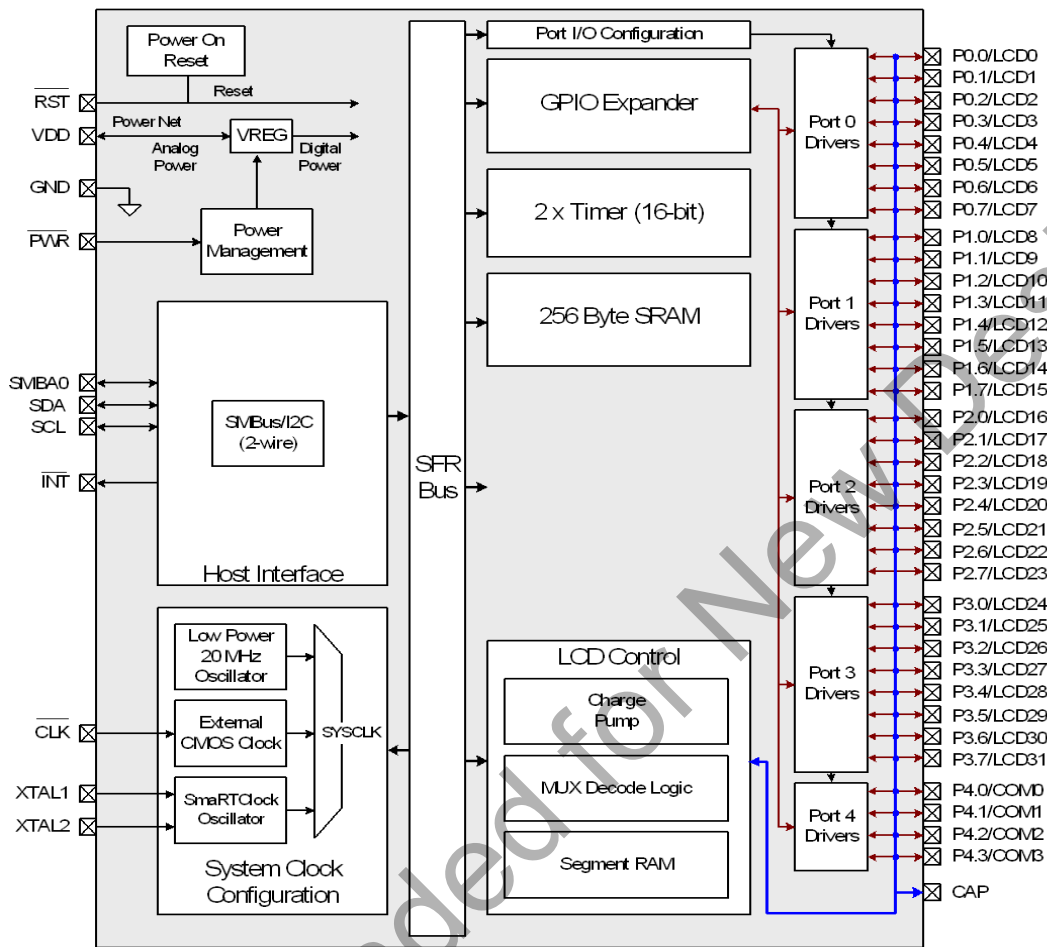 Power On
Reset
RST
Reset
VDD
Power Net
VREG
Analog
Power
Digital
Power
GND
PWR
Power
Management
SMBA0
SDA
SCL
INT
SMBus/I2C
(2-wire)
Host Interface
Low Power
20 MHz
Oscillator
CLK
External
CMOS Clock
SYSCLK
XTAL1
XTAL2
SmaRTClock
Oscillator
System Clock
Configuration
SFR
Bus
Port I/O Configuration
GPIO Expander
2 x Timer (16-bit)
256 Byte SRAM
LCD Control
Charge
Pump
MUX Decode Logic
Segment RAM
Port 0
Drivers
Port 1
Drivers
Port 2
Drivers
Port 3
Drivers
Port 4
Drivers
P0.0/LCD0
P0.1/LCD1
P0.2/LCD2
P0.3/LCD3
P0.4/LCD4
P0.5/LCD5
P0.6/LCD6
P0.7/LCD7
P1.0/LCD8
P1.1/LCD9
P1.2/LCD10
P1.3/LCD11
P1.4/LCD12
P1.5/LCD13
P1.6/LCD14
P1.7/LCD15
P2.0/LCD16
P2.1/LCD17
P2.2/LCD18
P2.3/LCD19
P2.4/LCD20
P2.5/LCD21
P2.6/LCD22
P2.7/LCD23
P3.0/LCD24
P3.1/LCD25
P3.2/LCD26
P3.3/LCD27
P3.4/LCD28
P3.5/LCD29
P3.6/LCD30
P3.7/LCD31
P4.0/COM0
P4.1/COM1
P4.2/COM2
P4.3/COM3
CAP
nded for New Des